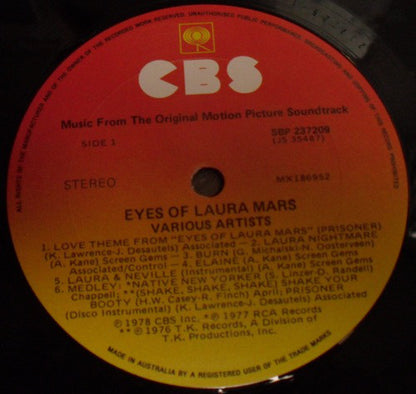 CBS
Music From The Original Motion Picture Soundtrack
SIDE 1
SBP 237209
(JS 35487)
STEREO
MX186952
EYES OF LAURA MARS
VARIOUS ARTISTS
1. LOVE THEME FROM "EYES OF LAURA MARS" (PRISONER)
(K. Lawrence-J. Desautels) Associated - 2. LAURA NIGHTMARE
(A. Kane) Screen Gems - 3. BURN (G. Michalski-N. Oosterveen)
Associated/Control - 4. ELAINE (A. Kane) Screen Gems
5. LAURA & NEVILLE (Instrumental) (A. Kane) Screen Gems
6. MEDLEY: *NATIVE NEW YORKER (S. Linzer-D. Randell)
Chappell; **(SHAKE, SHAKE, SHAKE) SHAKE YOUR
BOOTY (H.W. Casey-R. Finch) April; PRISONER
(Disco Instrumental) (K. Lawrence-J. Desautels) Associated
℗ 1978 CBS Inc. *℗ 1977 RCA Records
**℗ 1976 T.K. Records, A Division of
T.K. Productions, Inc.
MADE IN AUSTRALIA BY A REGISTERED USER OF THE TRADE MARKS